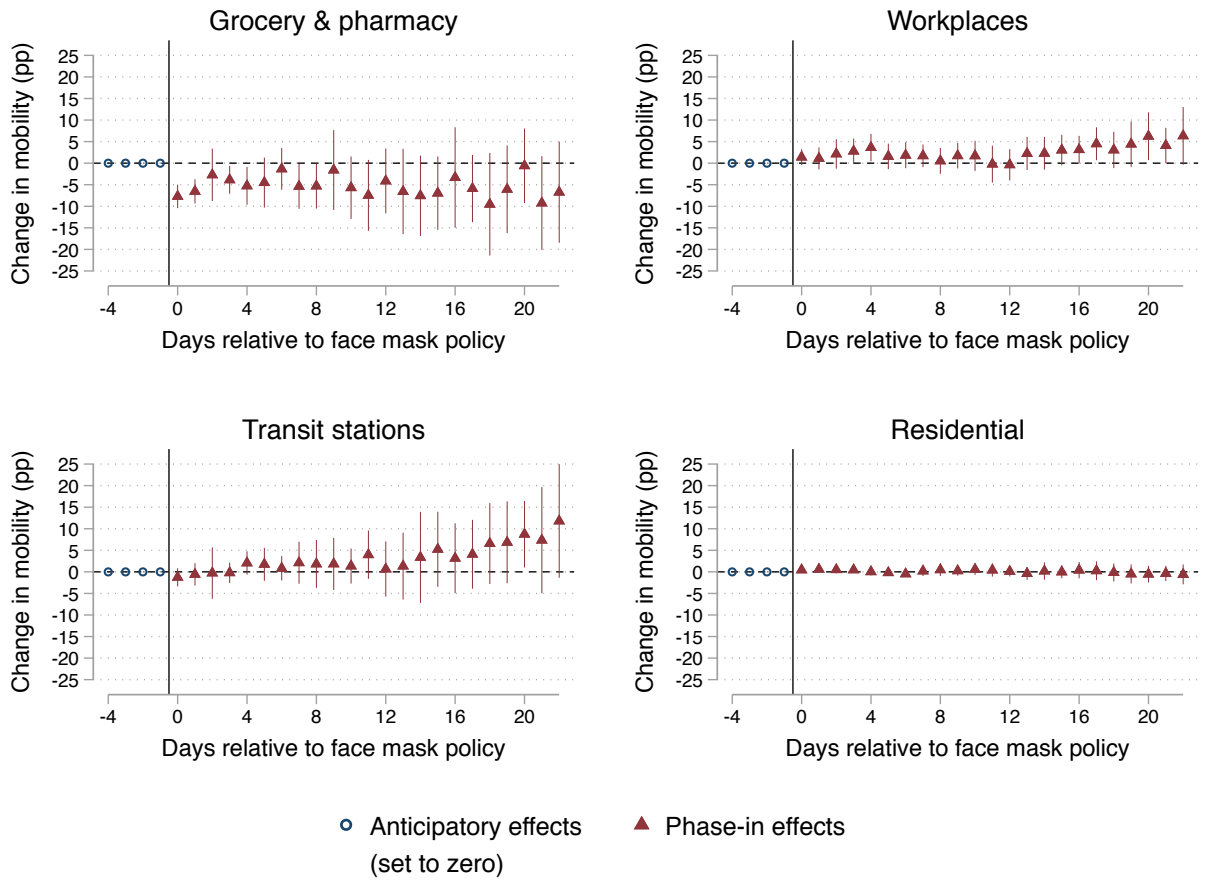 Grocery & pharmacy
Change in mobility (pp)
25
20
15
10
5
0
-5
-10
-15
-20
-25
-4 0 4 8 12 16 20
Days relative to face mask policy
Workplaces
Change in mobility (pp)
25
20
15
10
5
0
-5
-10
-15
-20
-25
-4 0 4 8 12 16 20
Days relative to face mask policy
Transit stations
Change in mobility (pp)
25
20
15
10
5
0
-5
-10
-15
-20
-25
-4 0 4 8 12 16 20
Days relative to face mask policy
Residential
Change in mobility (pp)
25
20
15
10
5
0
-5
-10
-15
-20
-25
-4 0 4 8 12 16 20
Days relative to face mask policy
Anticipatory effects
(set to zero)
Phase-in effects